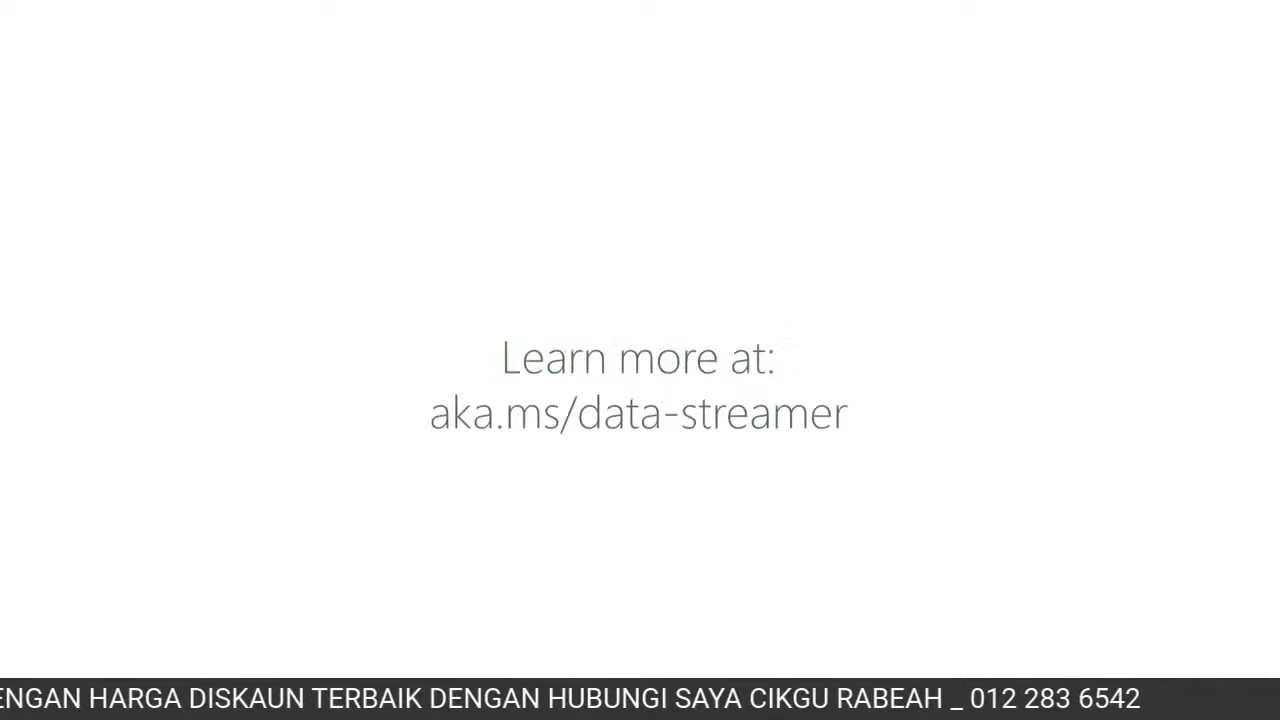 Learn more at:
aka.ms/data-streamer
ENGAN HARGA DISKAUN TERBAIK DENGAN HUBUNGI SAYA CIKGU RABEAH _ 012 283 6542